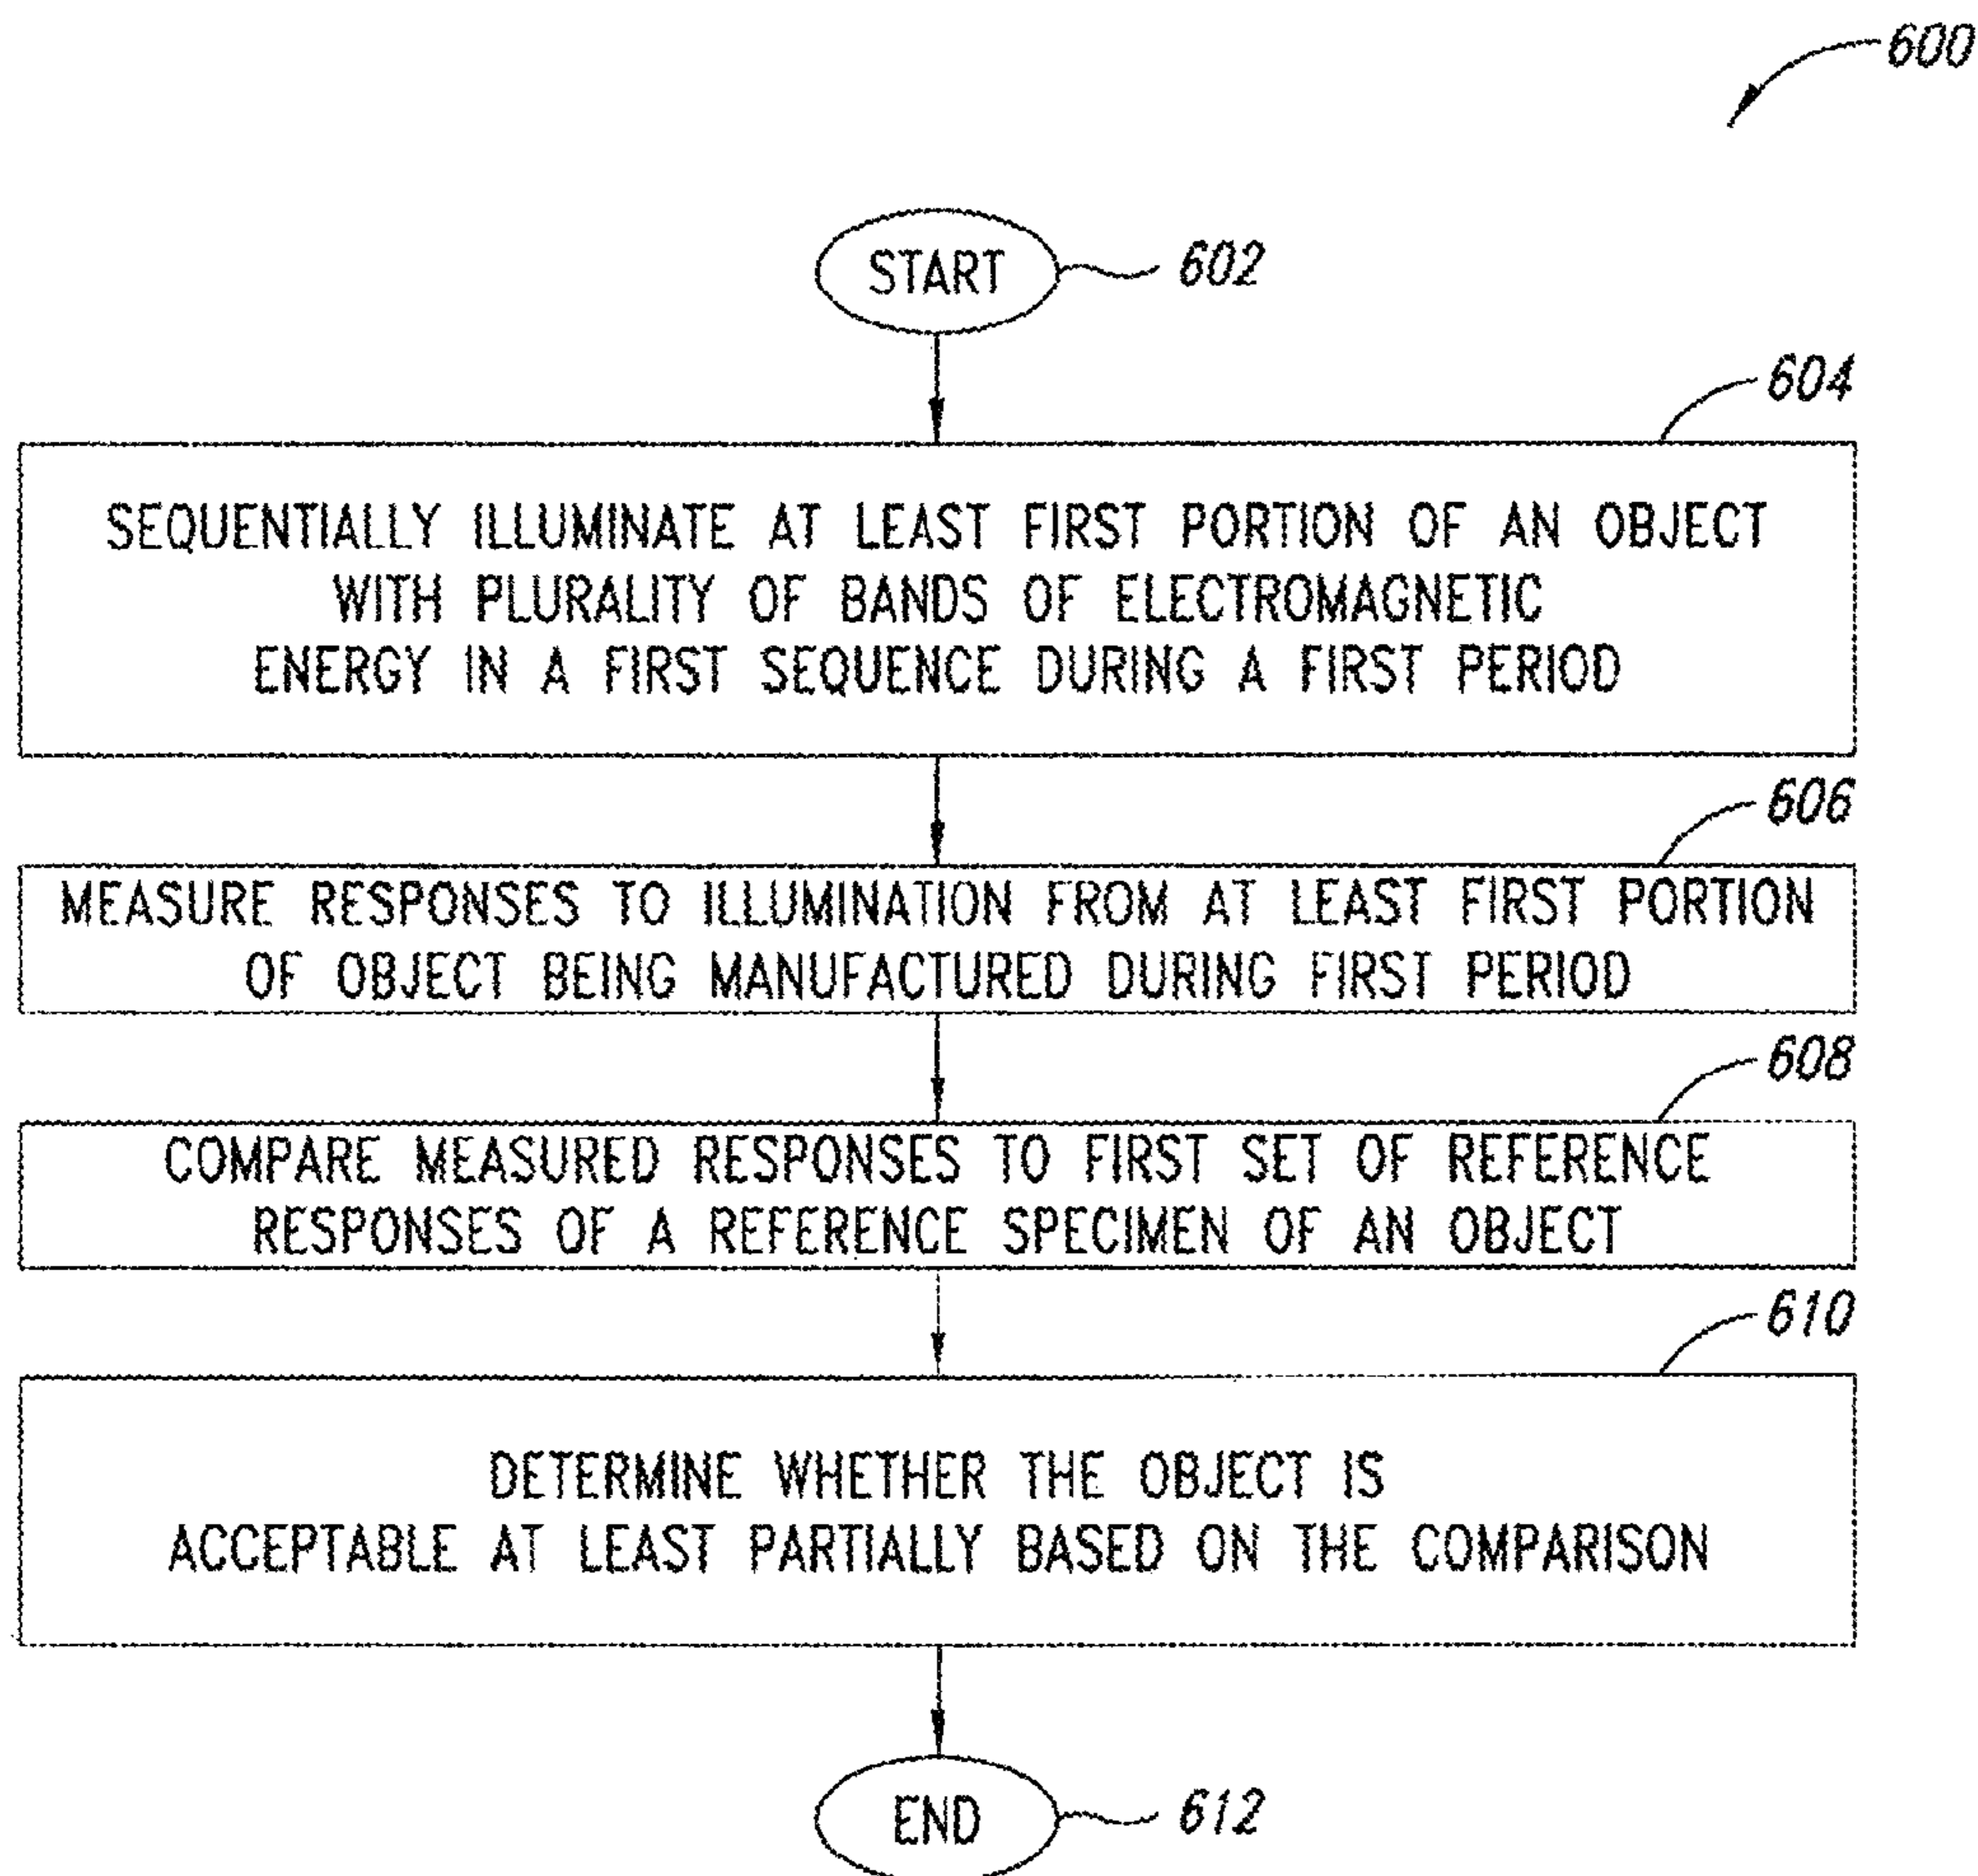 600
START
602
604
SEQUENTIALLY ILLUMINATE AT LEAST FIRST PORTION OF AN OBJECT
WITH PLURALITY OF BANDS OF ELECTROMAGNETIC
ENERGY IN A FIRST SEQUENCE DURING A FIRST PERIOD
606
MEASURE RESPONSES TO ILLUMINATION FROM AT LEAST FIRST PORTION
OF OBJECT BEING MANUFACTURED DURING FIRST PERIOD
608
COMPARE MEASURED RESPONSES TO FIRST SET OF REFERENCE
RESPONSES OF A REFERENCE SPECIMEN OF AN OBJECT
610
DETERMINE WHETHER THE OBJECT IS
ACCEPTABLE AT LEAST PARTIALLY BASED ON THE COMPARISON
END
612